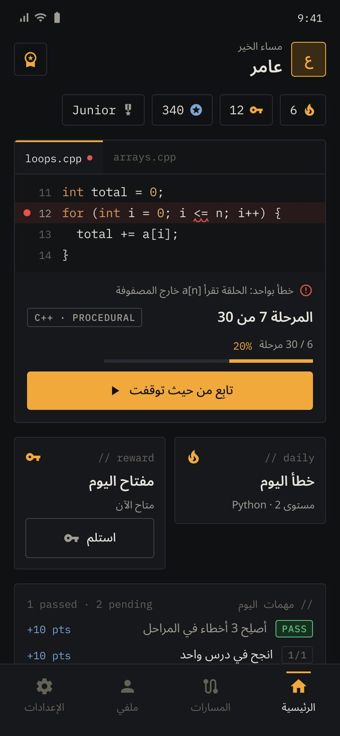 9:41
مساء الخير
عامر
ع
6
12
340
Junior
loops.cpp
arrays.cpp
11 int total = 0;
12 for (int i = 0; i <= n; i++) {
13 total += a[i];
14 }
خطأ بواحد: الحلقة تقرأ a[n] خارج المصفوفة
المرحلة 7 من 30
C++ · PROCEDURAL
6 / 30 مرحلة
20%
تابع من حيث توقفت
// daily
خطأ اليوم
Python · مستوى 2
// reward
مفتاح اليوم
متاح الآن
استلم
// مهمات اليوم
1 passed · 2 pending
PASS أصلِح 3 أخطاء في المراحل +10 pts
1/1 انجح في درس واحد +10 pts
الرئيسية
المسارات
ملفي
الإعدادات